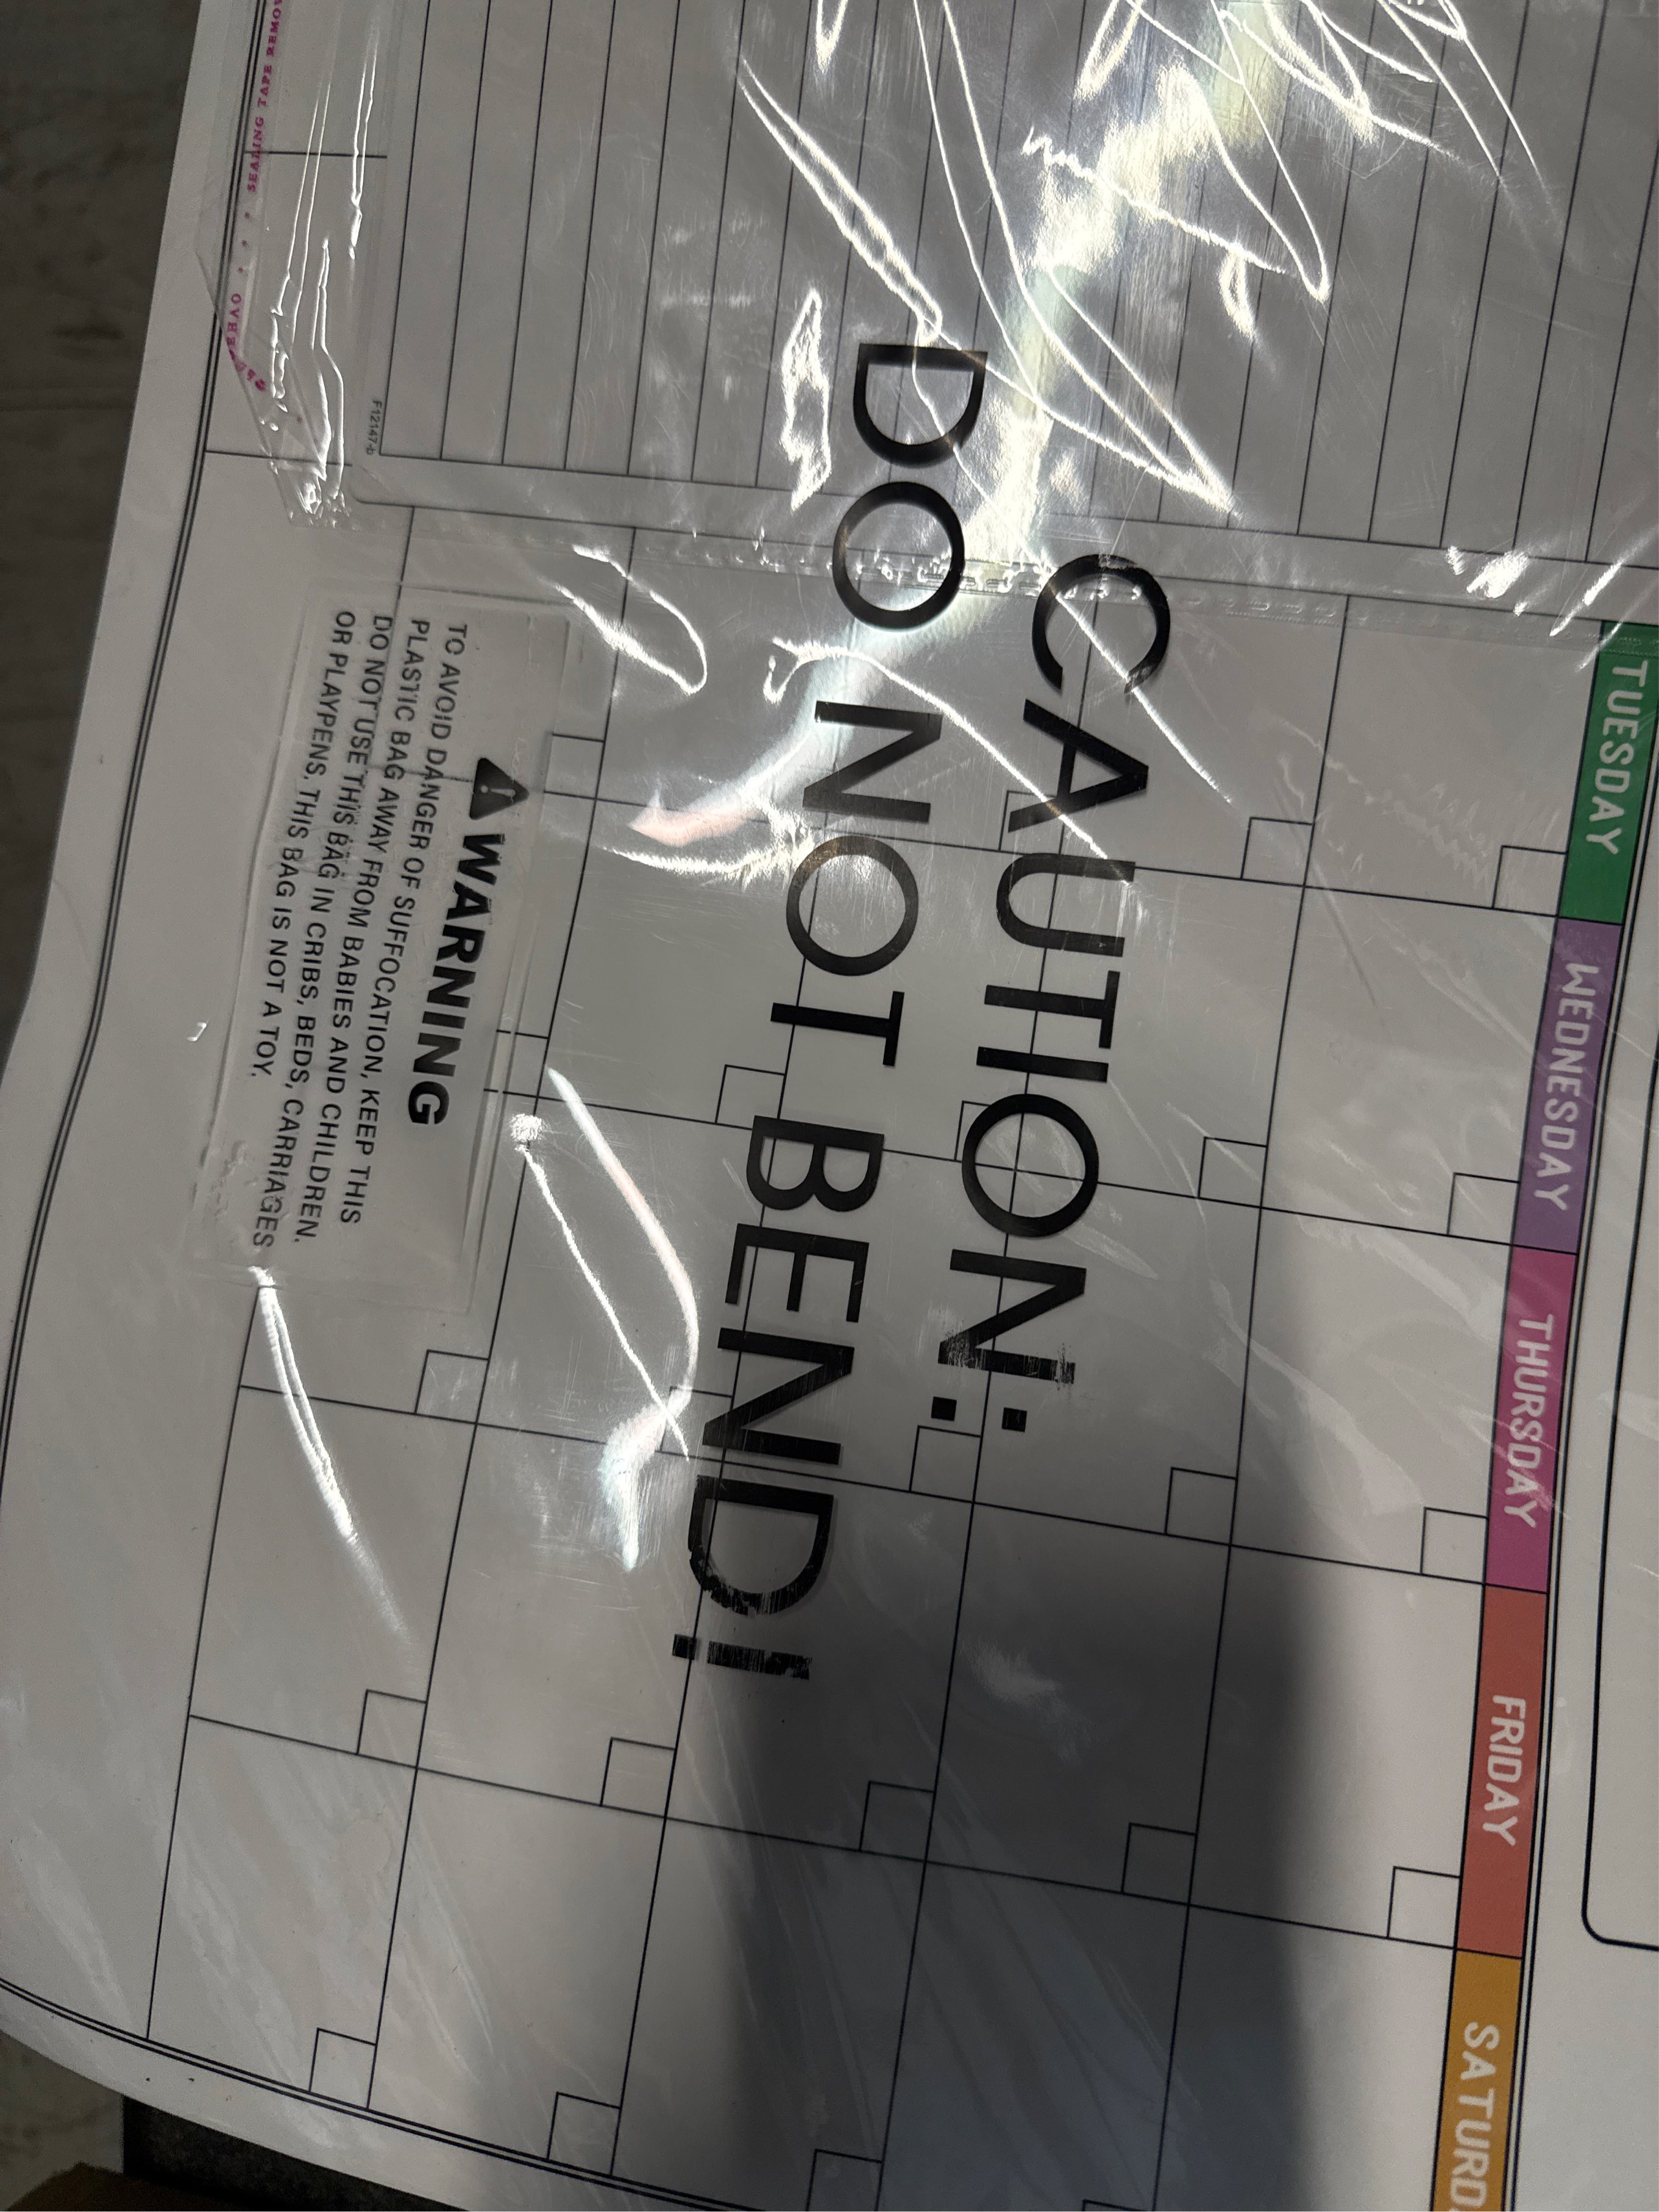 TUESDAY
WEDNESDAY
THURSDAY
FRIDAY
SATURD
CAUTION:
DO NOT BEND!
WARNING
TO AVOID DANGER OF SUFFOCATION, KEEP THIS
PLASTIC BAG AWAY FROM BABIES AND CHILDREN.
DO NOT USE THIS BAG IN CRIBS, BEDS, CARRIAGES
OR PLAYPENS. THIS BAG IS NOT A TOY.
F12147-b
SEALING TAPE